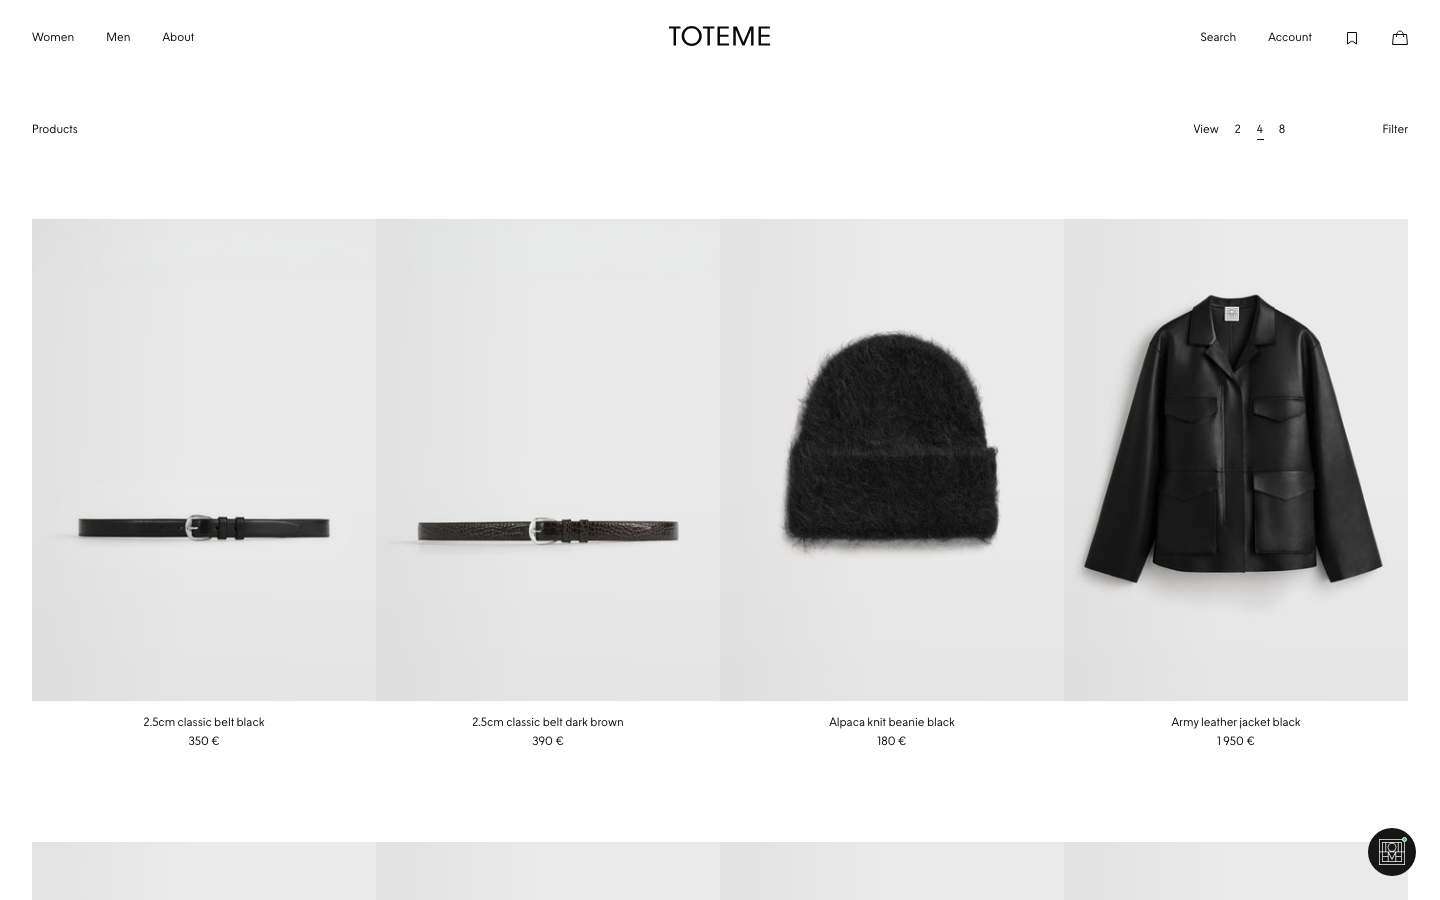 Women Men About TOTEME Search Account
Products View 2 4 8 Filter
2.5cm classic belt black
350 €
2.5cm classic belt dark brown
390 €
Alpaca knit beanie black
180 €
Army leather jacket black
1 950 €